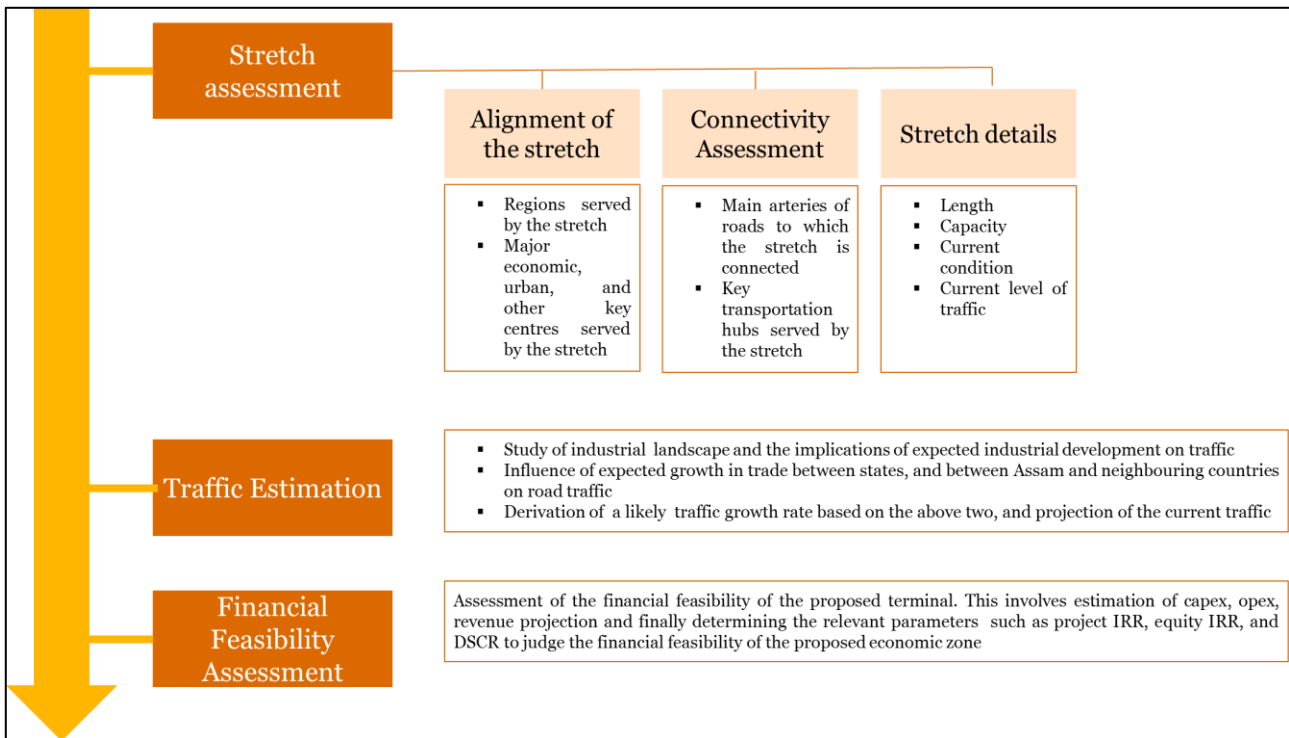 Stretch
assessment
Alignment of
the stretch
▪ Regions served
by the stretch
▪ Major
economic,
urban, and
other key
centres served
by the stretch
Connectivity
Assessment
▪ Main arteries of
roads to which
the stretch is
connected
▪ Key
transportation
hubs served by
the stretch
Stretch details
▪ Length
▪ Capacity
▪ Current
condition
▪ Current level of
traffic
Traffic Estimation
▪ Study of industrial landscape and the implications of expected industrial development on traffic
▪ Influence of expected growth in trade between states, and between Assam and neighbouring countries
on road traffic
▪ Derivation of a likely traffic growth rate based on the above two, and projection of the current traffic
Financial
Feasibility
Assessment
Assessment of the financial feasibility of the proposed terminal. This involves estimation of capex, opex,
revenue projection and finally determining the relevant parameters such as project IRR, equity IRR, and
DSCR to judge the financial feasibility of the proposed economic zone